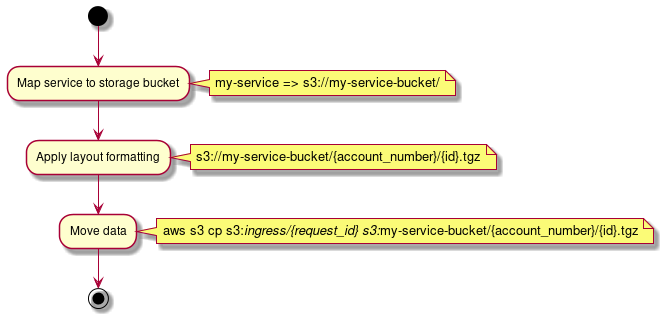 Map service to storage bucket
my-service => s3://my-service-bucket/
Apply layout formatting
s3://my-service-bucket/{account_number}/{id}.tgz
Move data
aws s3 cp s3:ingress/{request_id} s3:my-service-bucket/{account_number}/{id}.tgz